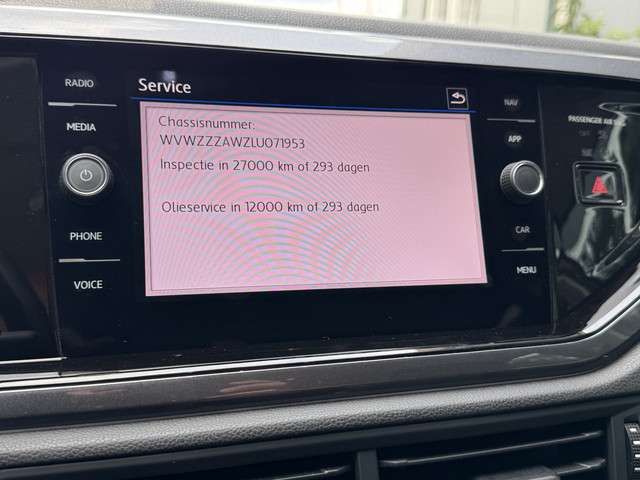 RADIO
MEDIA
PHONE
VOICE
Service
Chassisnummer:
WVWZZZAWZLU071953
Inspectie in 27000 km of 293 dagen
Olieservice in 12000 km of 293 dagen
NAV
APP
CAR
MENU
PASSENGER AIR